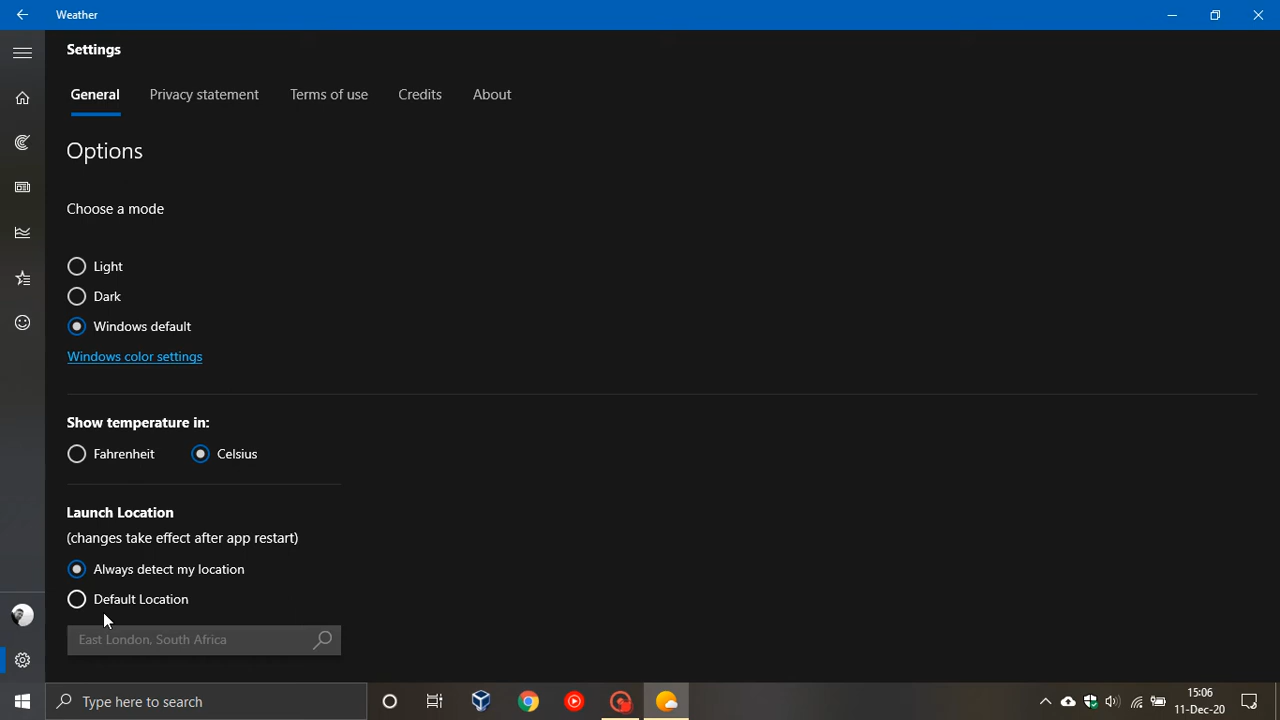 Weather
Settings
General Privacy statement Terms of use Credits About
Options
Choose a mode
Light
Dark
Windows default
Windows color settings
Show temperature in:
Fahrenheit Celsius
Launch Location
(changes take effect after app restart)
Always detect my location
Default Location
East London, South Africa
Type here to search
15:06
11-Dec-20